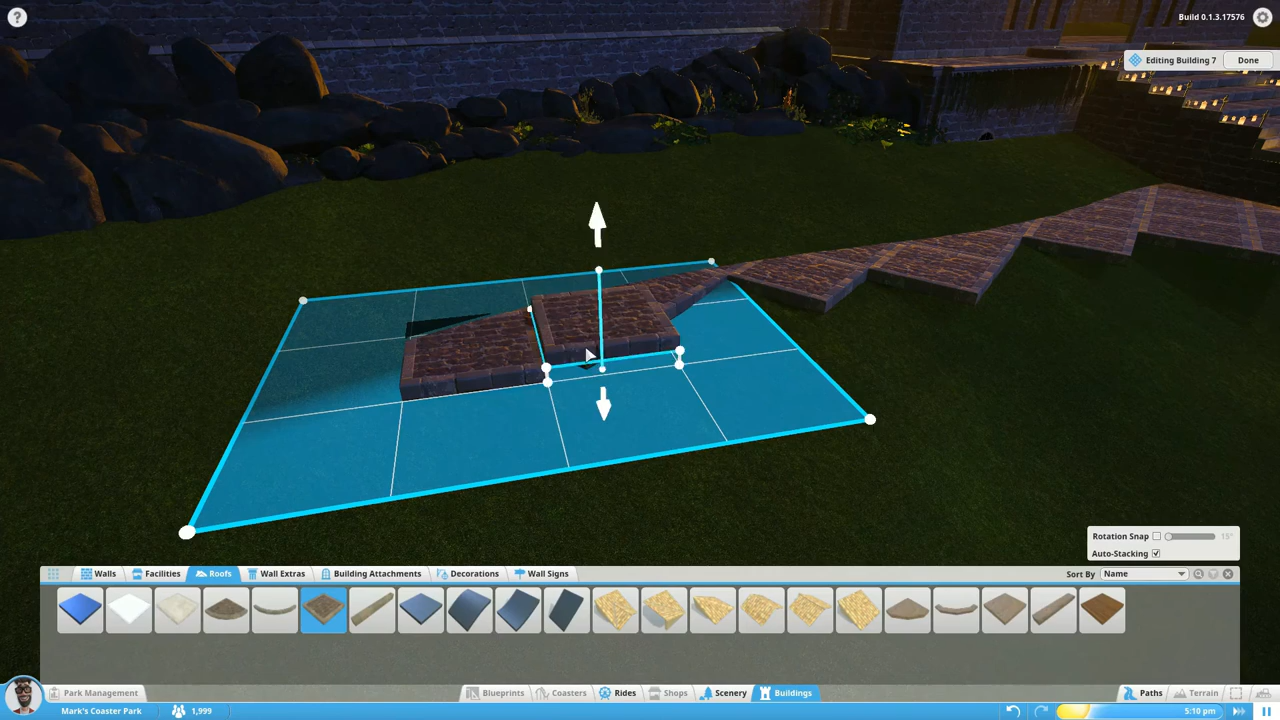 ?
Build 0.1.3.17576
Editing Building 7 Done
Rotation Snap 15°
Auto-Stacking
Walls Facilities Roofs Wall Extras Building Attachments Decorations Wall Signs Sort By Name
Park Management Blueprints Coasters Rides Shops Scenery Buildings Paths Terrain
Mark's Coaster Park 1,999 5:10 pm